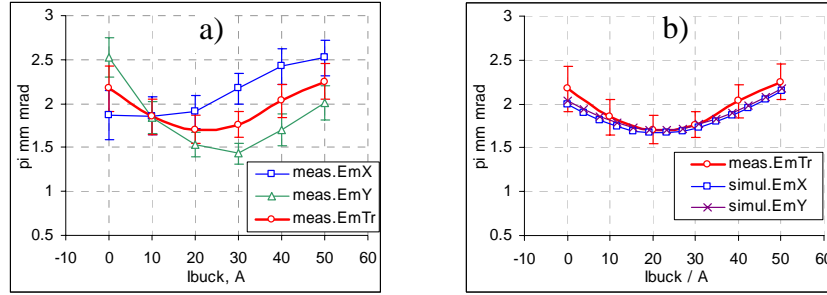 a)
3
2.5
2
1.5
1
0.5
-10 0 10 20 30 40 50 60
pi mm mrad
Ibuck, A
meas.EmX
meas.EmY
meas.EmTr
b)
3
2.5
2
1.5
1
0.5
-10 0 10 20 30 40 50 60
pi mm mrad
Ibuck / A
meas.EmTr
simul.EmX
simul.EmY